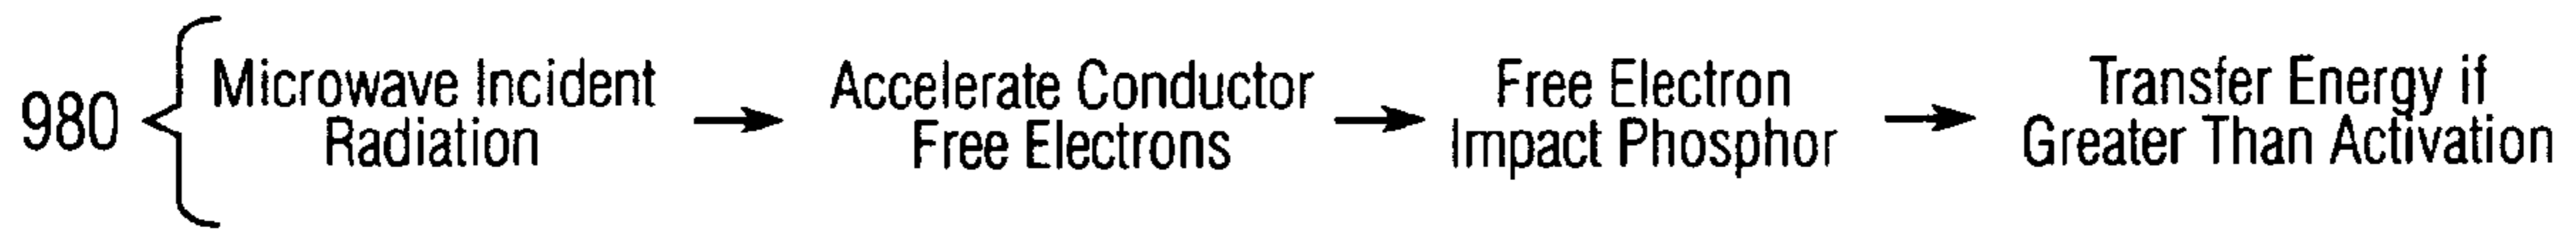 980
Microwave Incident
Radiation
Accelerate Conductor
Free Electrons
Free Electron
Impact Phosphor
Transfer Energy if
Greater Than Activation